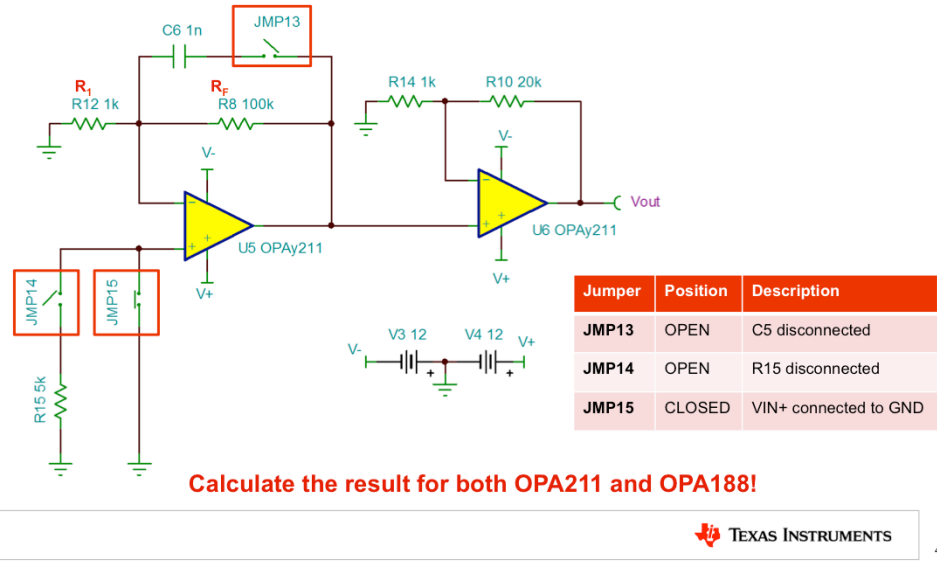 JMP13
C6 1n
R1
R12 1k
RF
R8 100k
R14 1k
R10 20k
V-
V-
Vout
U5 OPAy211
U6 OPAy211
V+
V+
JMP14
JMP15
R15 5k
V-
V3 12
V4 12
V+
Jumper Position Description
JMP13 OPEN C5 disconnected
JMP14 OPEN R15 disconnected
JMP15 CLOSED VIN+ connected to GND
Calculate the result for both OPA211 and OPA188!
TEXAS INSTRUMENTS